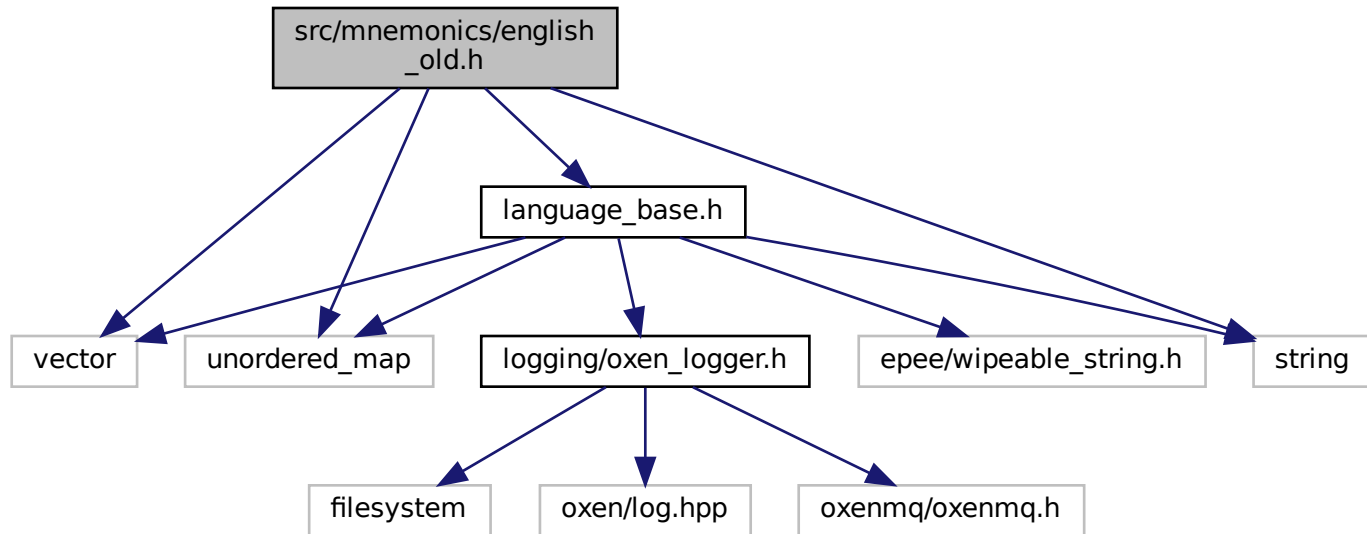 src/mnemonics/english
_old.h
language_base.h
vector
unordered_map
logging/oxen_logger.h
epee/wipeable_string.h
string
filesystem
oxen/log.hpp
oxenmq/oxenmq.h